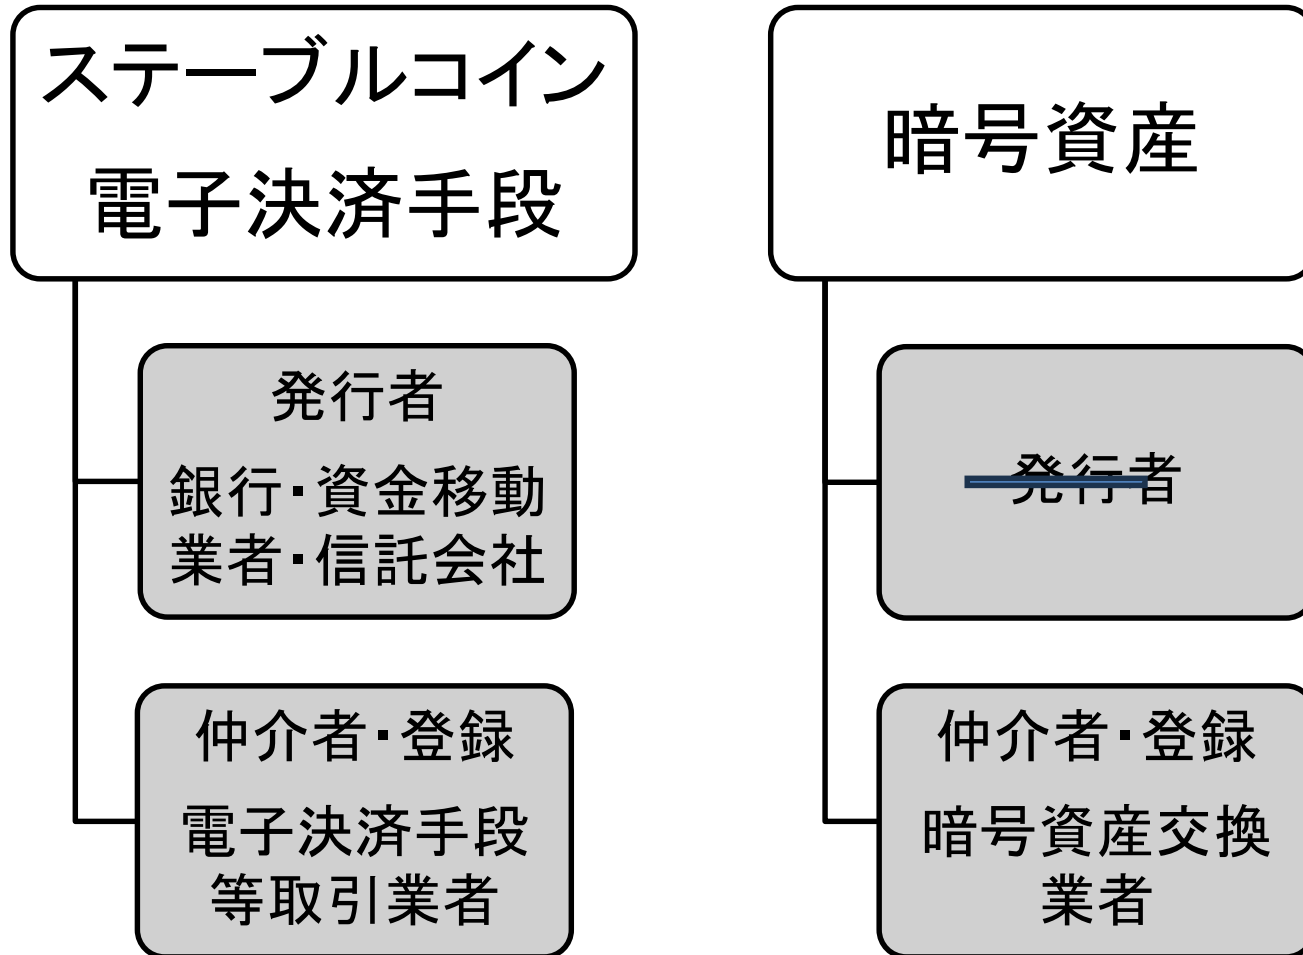 ステーブルコイン
電子決済手段
発行者
銀行・資金移動
業者・信託会社
仲介者・登録
電子決済手段
等取引業者
暗号資産
発行者
仲介者・登録
暗号資産交換
業者